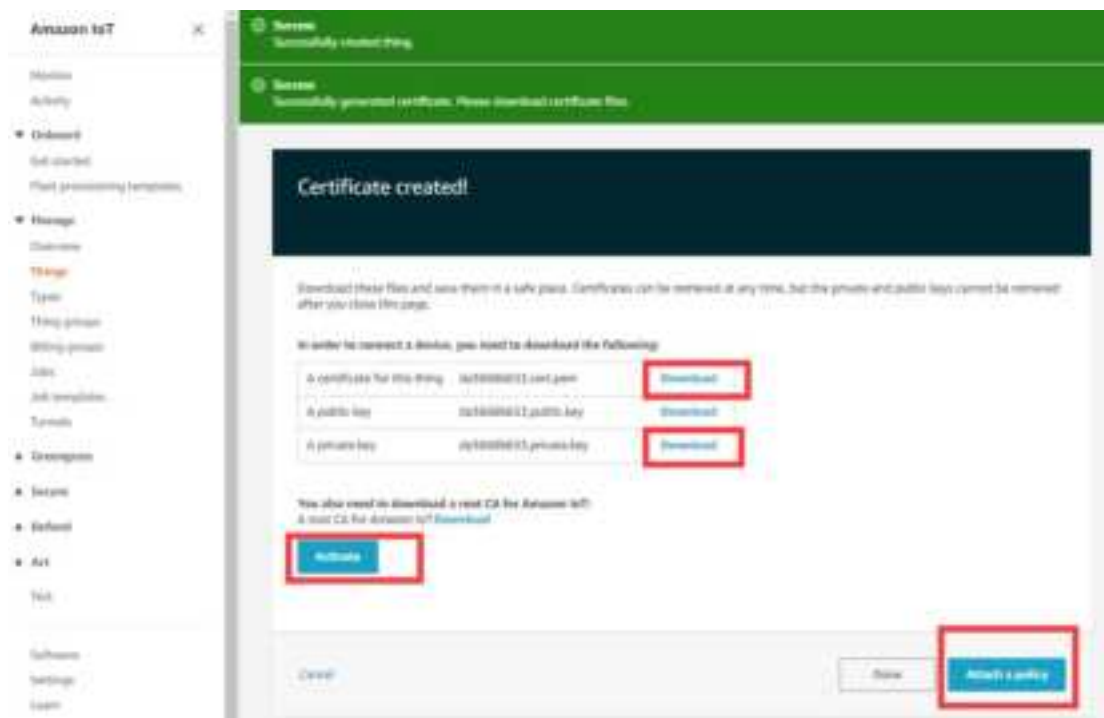 Amazon IoT
Monitor
Activity
Onboard
Get started
Fleet provisioning templates
Manage
Overview
Things
Types
Thing groups
Billing groups
Jobs
Job templates
Tunnels
Greengrass
Secure
Defend
Act
Test
Software
Settings
Learn
Success
Successfully created thing.
Success
Successfully generated certificate. Please download certificate files.
Certificate created!
Download these files and save them in a safe place. Certificates can be retrieved at any time, but the private and public keys cannot be retrieved
after you close this page.
In order to connect a device, you need to download the following:
A certificate for this thing .cert.pem Download
A public key .public.key Download
A private key .private.key Download
You also need to download a root CA for Amazon IoT:
A root CA for Amazon IoT Download
Activate
Cancel
Done
Attach a policy